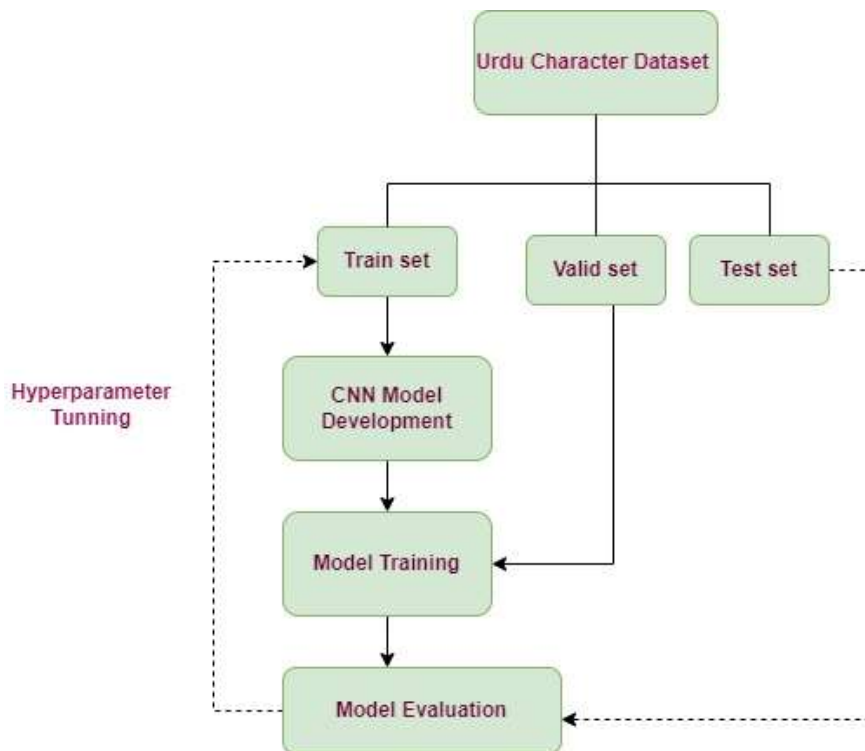 Urdu Character Dataset
Train set
Valid set
Test set
Hyperparameter
Tunning
CNN Model
Development
Model Training
Model Evaluation